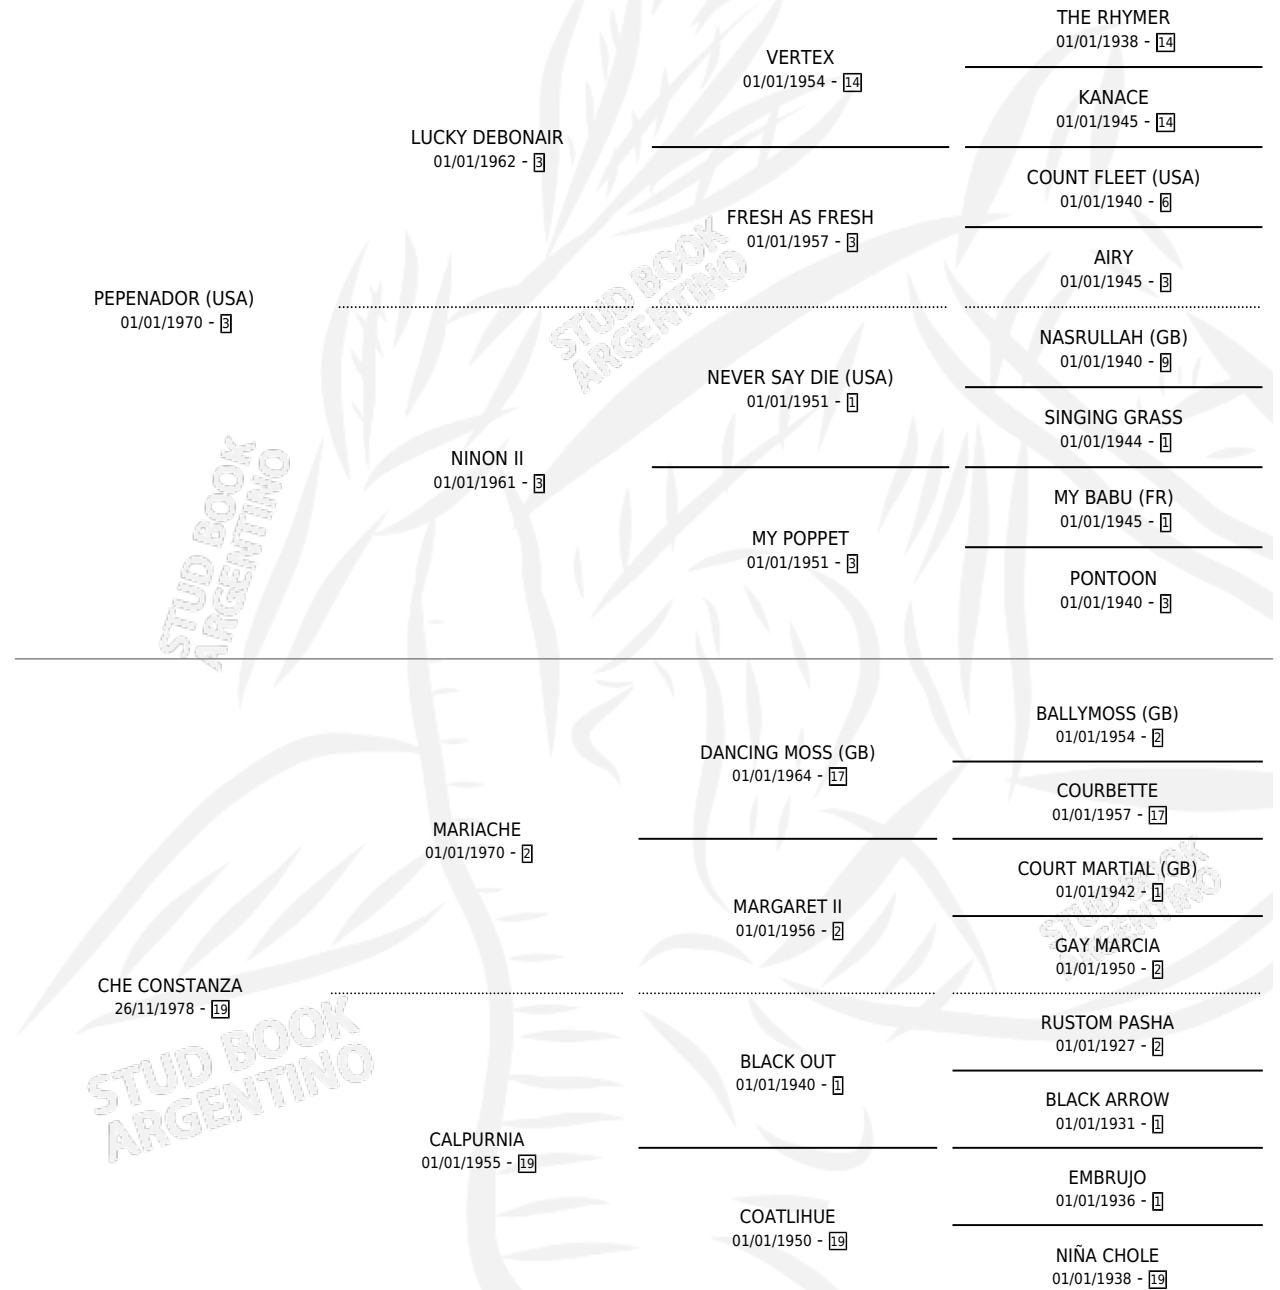 THE RHYMER
01/01/1938 - 14
VERTEX
01/01/1954 - 14
KANACE
01/01/1945 - 14
LUCKY DEBONAIR
01/01/1962 - 3
COUNT FLEET (USA)
01/01/1940 - 6
FRESH AS FRESH
01/01/1957 - 3
AIRY
01/01/1945 - 3
PEPENADOR (USA)
01/01/1970 - 3
NASRULLAH (GB)
01/01/1940 - 9
NEVER SAY DIE (USA)
01/01/1951 - 1
SINGING GRASS
01/01/1944 - 1
NINON II
01/01/1961 - 3
MY BABU (FR)
01/01/1945 - 1
MY POPPET
01/01/1951 - 3
PONTOON
01/01/1940 - 3
BALLYMOSS (GB)
01/01/1954 - 2
DANCING MOSS (GB)
01/01/1964 - 17
COURBETTE
01/01/1957 - 17
MARIACHE
01/01/1970 - 2
COURT MARTIAL (GB)
01/01/1942 - 1
MARGARET II
01/01/1956 - 2
GAY MARCIA
01/01/1950 - 2
CHE CONSTANZA
26/11/1978 - 19
RUSTOM PASHA
01/01/1927 - 2
BLACK OUT
01/01/1940 - 1
BLACK ARROW
01/01/1931 - 1
CALPURNIA
01/01/1955 - 19
EMBRUJO
01/01/1936 - 1
COATLIHUE
01/01/1950 - 19
NIÑA CHOLE
01/01/1938 - 19
STUD BOOK
ARGENTINO
STUD BOOK
ARGENTINO
STUD BOOK
ARGENTINO
STUD BOOK
ARGENTINO